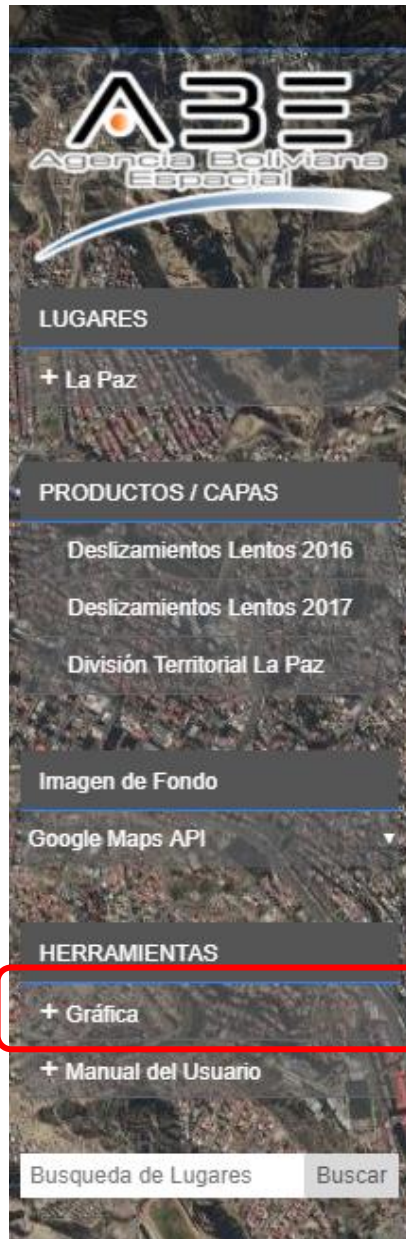 ABE
Agencia Boliviana
Espacial
LUGARES
+ La Paz
PRODUCTOS / CAPAS
Deslizamientos Lentos 2016
Deslizamientos Lentos 2017
División Territorial La Paz
Imagen de Fondo
Google Maps API ▼
HERRAMIENTAS
+ Gráfica
+ Manual del Usuario
Busqueda de Lugares Buscar